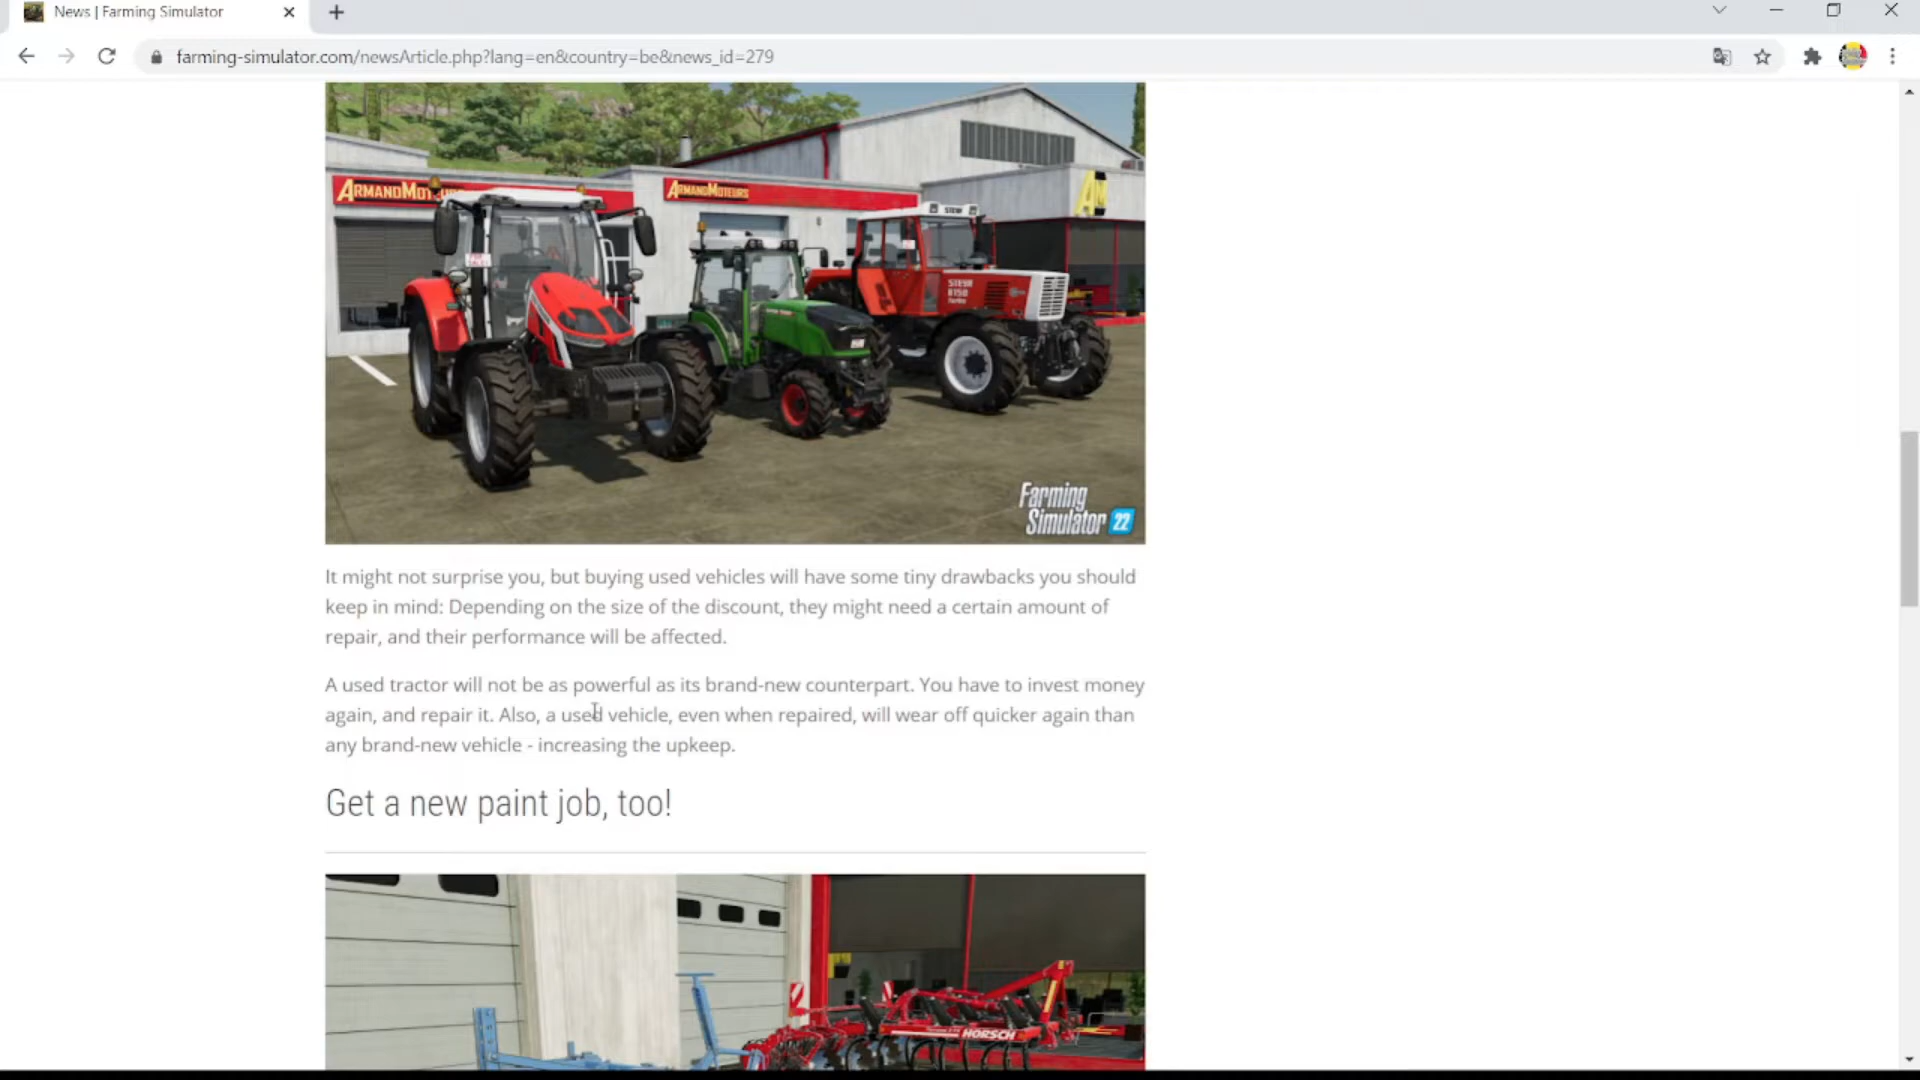 News | Farming Simulator
farming-simulator.com/newsArticle.php?lang=en&country=be&news_id=279
ARMANDMOTEURS
AM
STEYR
STEYR
8150
Turbo
Farming
Simulator 22
It might not surprise you, but buying used vehicles will have some tiny drawbacks you should
keep in mind: Depending on the size of the discount, they might need a certain amount of
repair, and their performance will be affected.
A used tractor will not be as powerful as its brand-new counterpart. You have to invest money
again, and repair it. Also, a used vehicle, even when repaired, will wear off quicker again than
any brand-new vehicle - increasing the upkeep.
Get a new paint job, too!
HORSCH